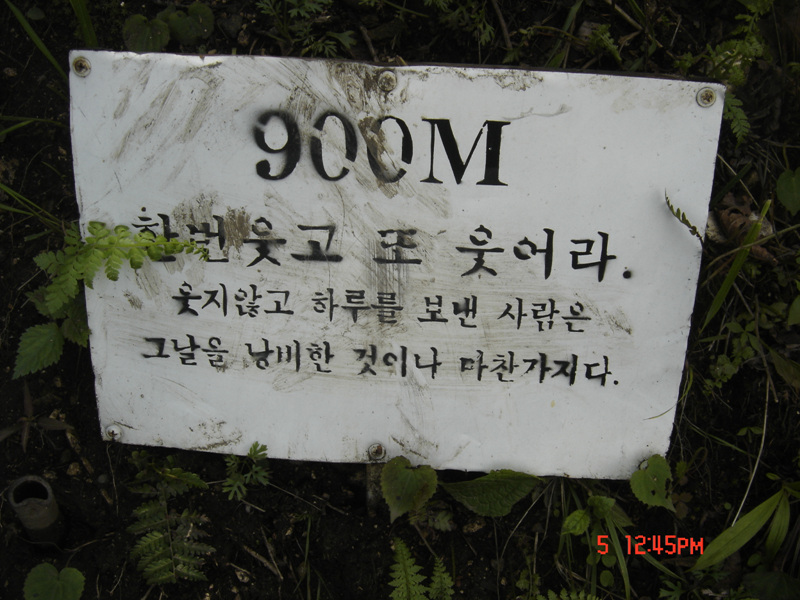 900M
한번웃고 또 웃어라.
웃지않고 하루를 보낸 사람은
그날을 낭비한 것이나 마찬가지다.
5 12:45PM